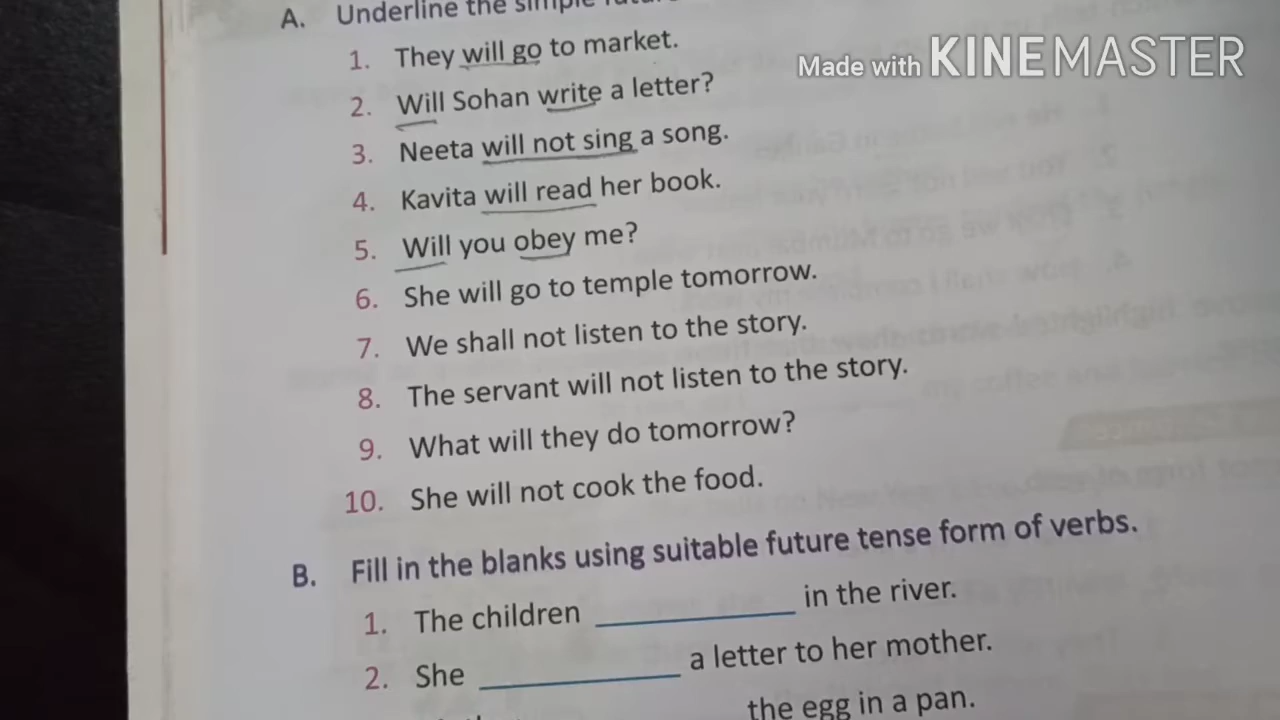 A. Underline the simple
1. They will go to market.
Made with KINEMASTER
2. Will Sohan write a letter?
3. Neeta will not sing a song.
4. Kavita will read her book.
5. Will you obey me?
6. She will go to temple tomorrow.
7. We shall not listen to the story.
8. The servant will not listen to the story.
9. What will they do tomorrow?
10. She will not cook the food.
B. Fill in the blanks using suitable future tense form of verbs.
1. The children __________ in the river.
2. She __________ a letter to her mother.
the egg in a pan.